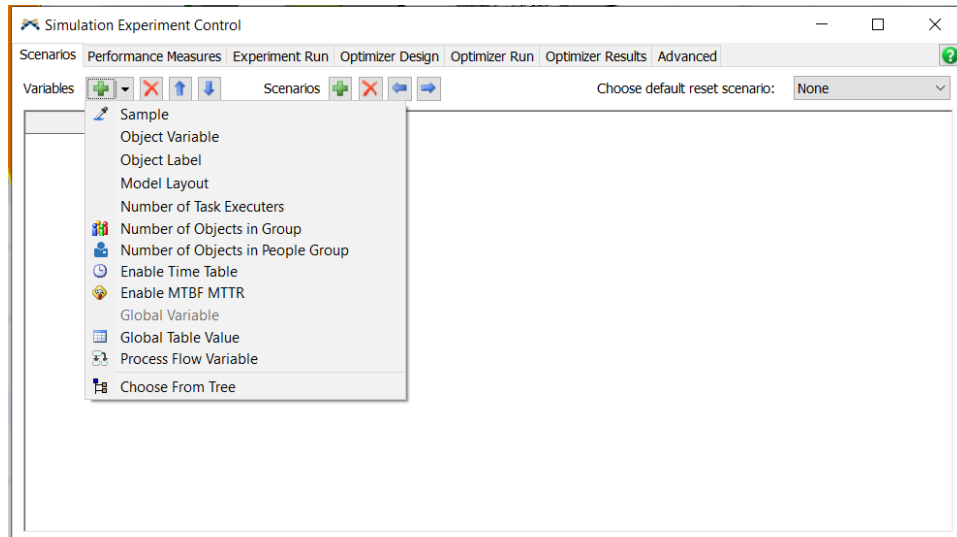 Simulation Experiment Control
Scenarios Performance Measures Experiment Run Optimizer Design Optimizer Run Optimizer Results Advanced
Variables Scenarios Choose default reset scenario: None
Sample
Object Variable
Object Label
Model Layout
Number of Task Executers
Number of Objects in Group
Number of Objects in People Group
Enable Time Table
Enable MTBF MTTR
Global Variable
Global Table Value
Process Flow Variable
Choose From Tree